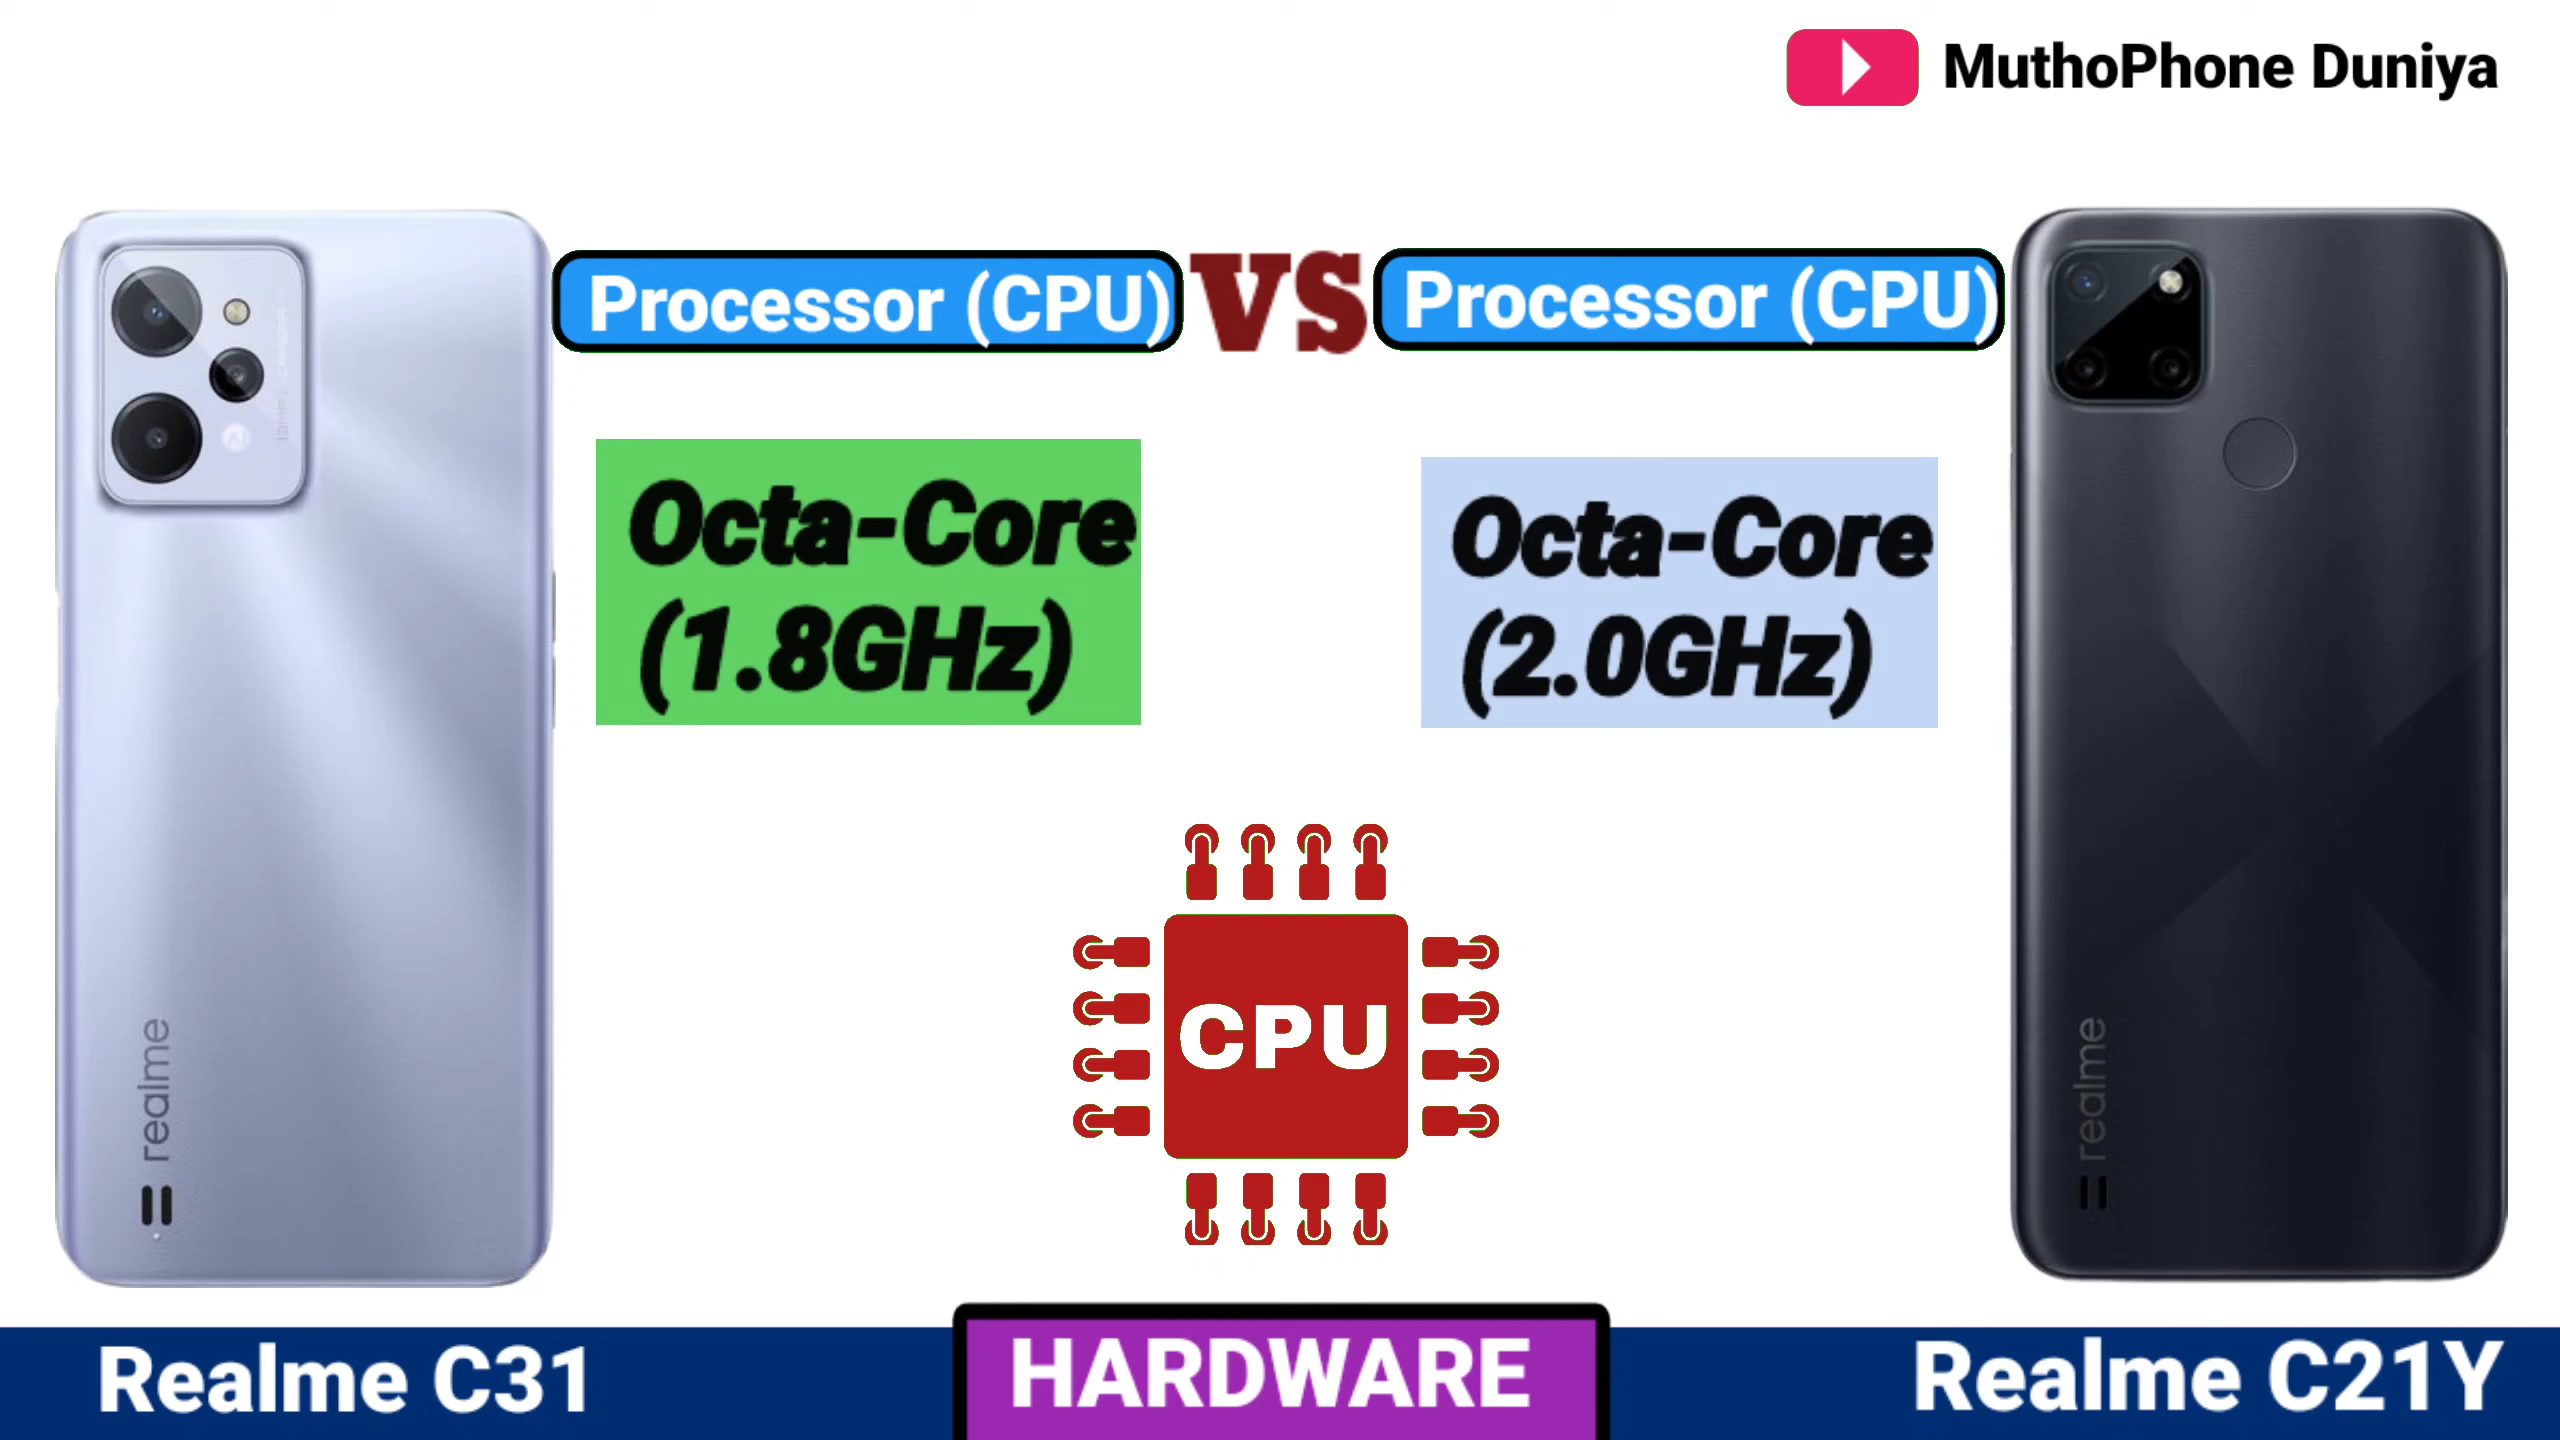 MuthoPhone Duniya
Processor (CPU)
VS
Processor (CPU)
Octa-Core
(1.8GHz)
Octa-Core
(2.0GHz)
AI
CPU
realme
realme
Realme C31
HARDWARE
Realme C21Y